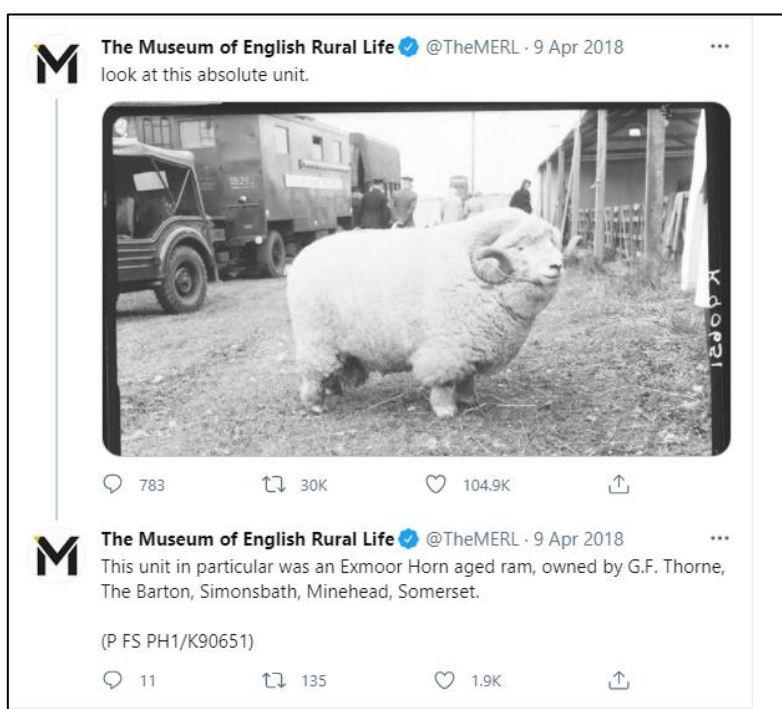 The Museum of English Rural Life @TheMERL · 9 Apr 2018
look at this absolute unit.
K90651
783 30K 104.9K
The Museum of English Rural Life @TheMERL · 9 Apr 2018
This unit in particular was an Exmoor Horn aged ram, owned by G.F. Thorne,
The Barton, Simonsbath, Minehead, Somerset.
(P FS PH1/K90651)
11 135 1.9K